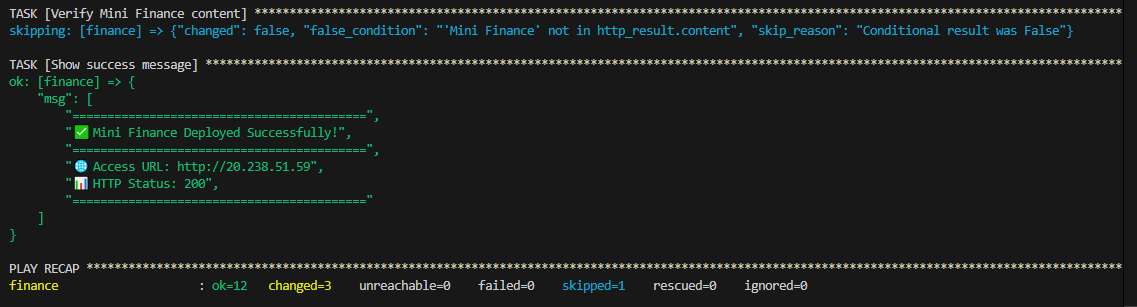 TASK [Verify Mini Finance content] ****************************************************************************************************************************
skipping: [finance] => {"changed": false, "false_condition": "'Mini Finance' not in http_result.content", "skip_reason": "Conditional result was False"}
TASK [Show success message] ***********************************************************************************************************************************
ok: [finance] => {
    "msg": [
        "==========================================",
        "✅ Mini Finance Deployed Successfully!",
        "==========================================",
        "🌐 Access URL: http://20.238.51.59",
        "📊 HTTP Status: 200",
        "=========================================="
    ]
}
PLAY RECAP ****************************************************************************************************************************************************
finance                    : ok=12   changed=3    unreachable=0    failed=0    skipped=1    rescued=0    ignored=0